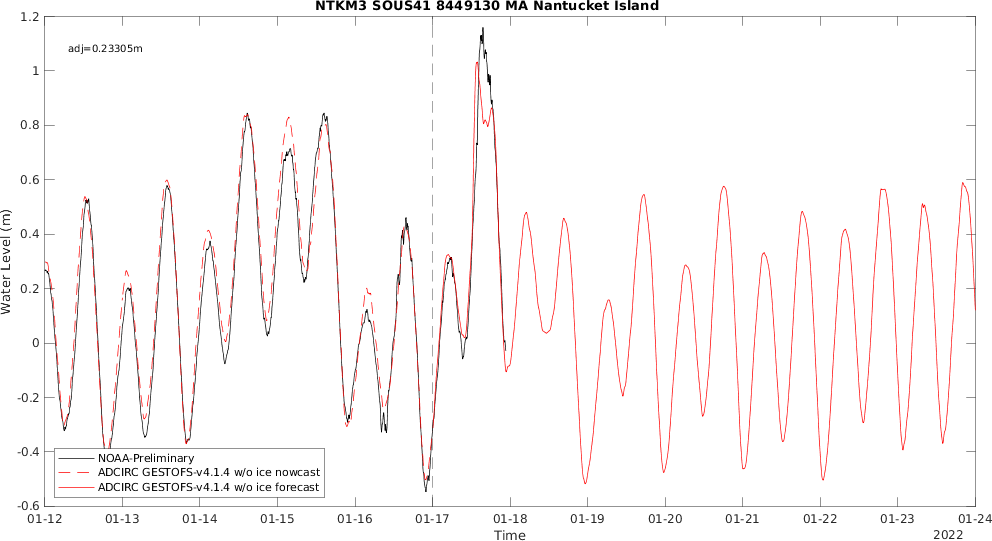 NTKM3 SOUS41 8449130 MA Nantucket Island
1.2
adj=0.23305m
1
0.8
0.6
0.4
0.2
0
-0.2
-0.4
-0.6
Water Level (m)
NOAA-Preliminary
ADCIRC GESTOFS-v4.1.4 w/o ice nowcast
ADCIRC GESTOFS-v4.1.4 w/o ice forecast
01-12 01-13 01-14 01-15 01-16 01-17 01-18 01-19 01-20 01-21 01-22 01-23 01-24
Time
2022